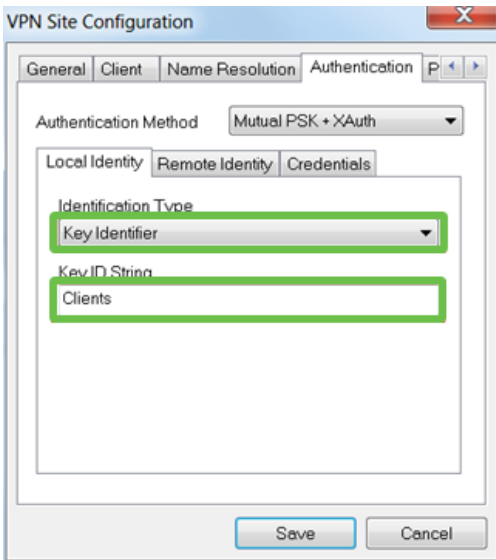 VPN Site Configuration
General Client Name Resolution Authentication P
Authentication Method Mutual PSK + XAuth
Local Identity Remote Identity Credentials
Identification Type
Key Identifier
Key ID String
Clients
Save Cancel